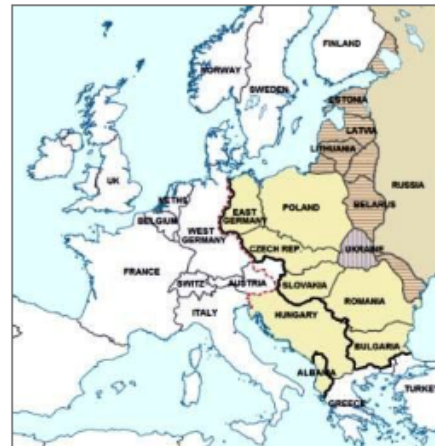 FINLAND
NORWAY
SWEDEN
ESTONIA
LATVIA
LITHUANIA
RUSSIA
UK
NETHS
BELARUS
EAST
GERMANY
POLAND
BELGIUM
WEST
GERMANY
CZECH REP.
UKRAINE
FRANCE
SWITZ
AUSTRIA
SLOVAKIA
ROMANIA
ITALY
HUNGARY
BULGARIA
ALBANIA
TURKE
GREECE